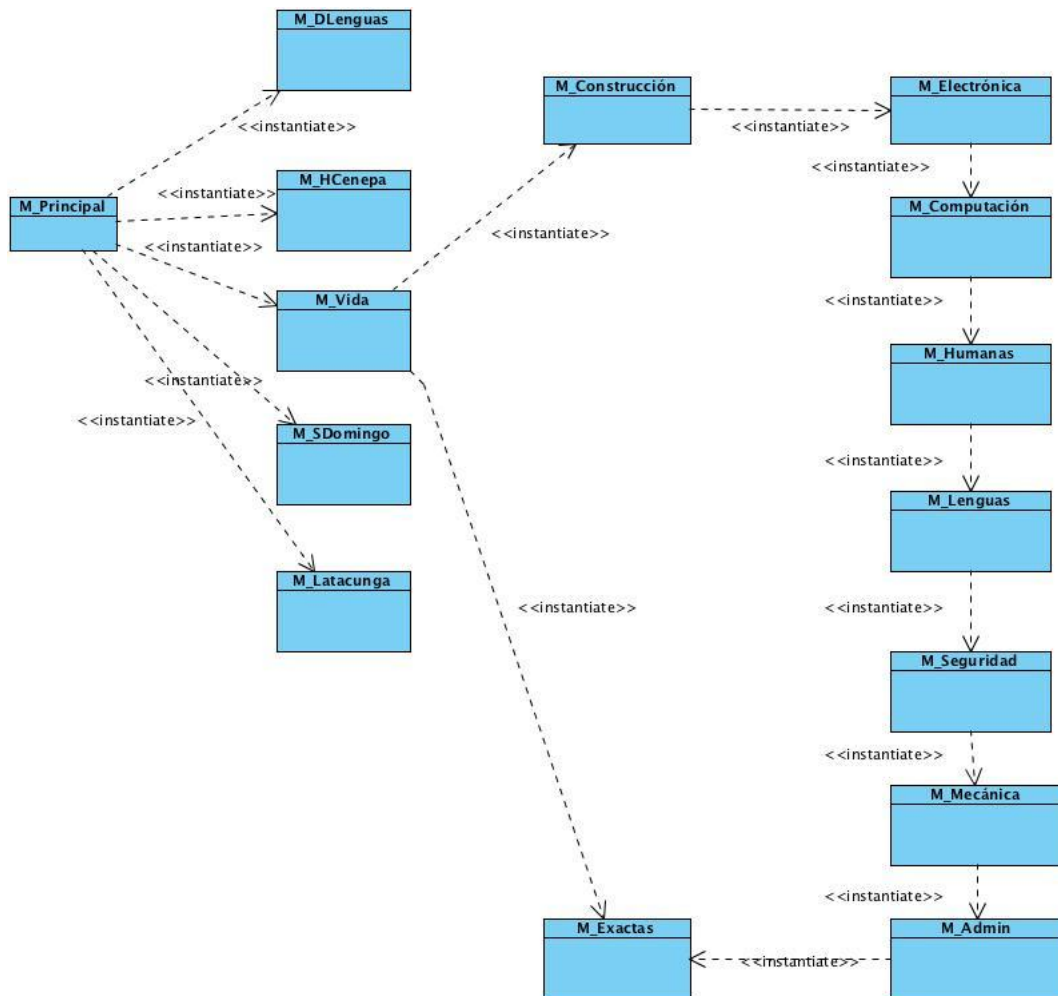 M_DLenguas
<<instantiate>>
M_Construcción
<<instantiate>>
M_Electrónica
<<instantiate>>
M_HCenepa
<<instantiate>>
M_Principal
<<instantiate>>
M_Computación
<<instantiate>>
M_Vida
<<instantiate>>
M_Humanas
<<instantiate>>
<<instantiate>>
M_SDomingo
<<instantiate>>
M_Lenguas
M_Latacunga
<<instantiate>>
<<instantiate>>
M_Seguridad
<<instantiate>>
M_Mecánica
<<instantiate>>
M_Exactas
<<instantiate>>
M_Admin